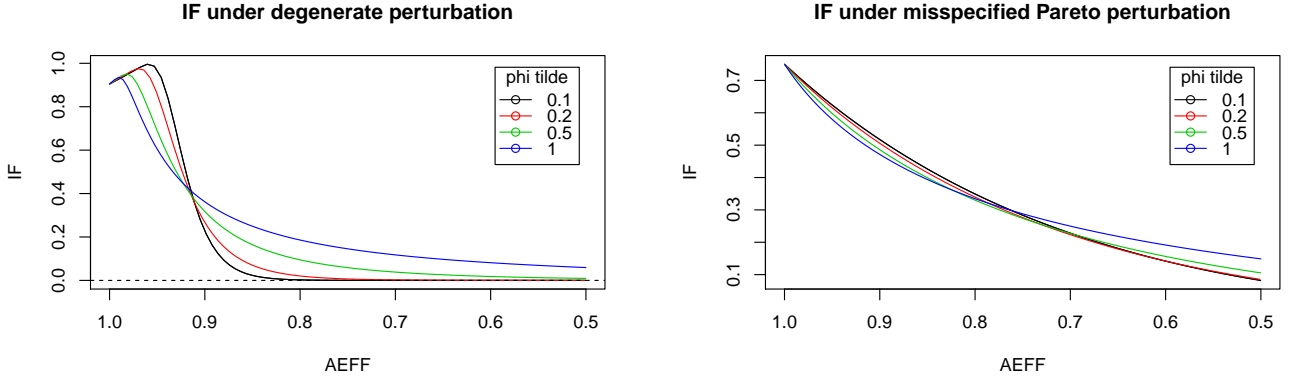 IF under degenerate perturbation
IF
1.0
0.8
0.6
0.4
0.2
0.0
phi tilde
0.1
0.2
0.5
1
1.0 0.9 0.8 0.7 0.6 0.5
AEFF
IF under misspecified Pareto perturbation
IF
0.7
0.5
0.3
0.1
phi tilde
0.1
0.2
0.5
1
1.0 0.9 0.8 0.7 0.6 0.5
AEFF